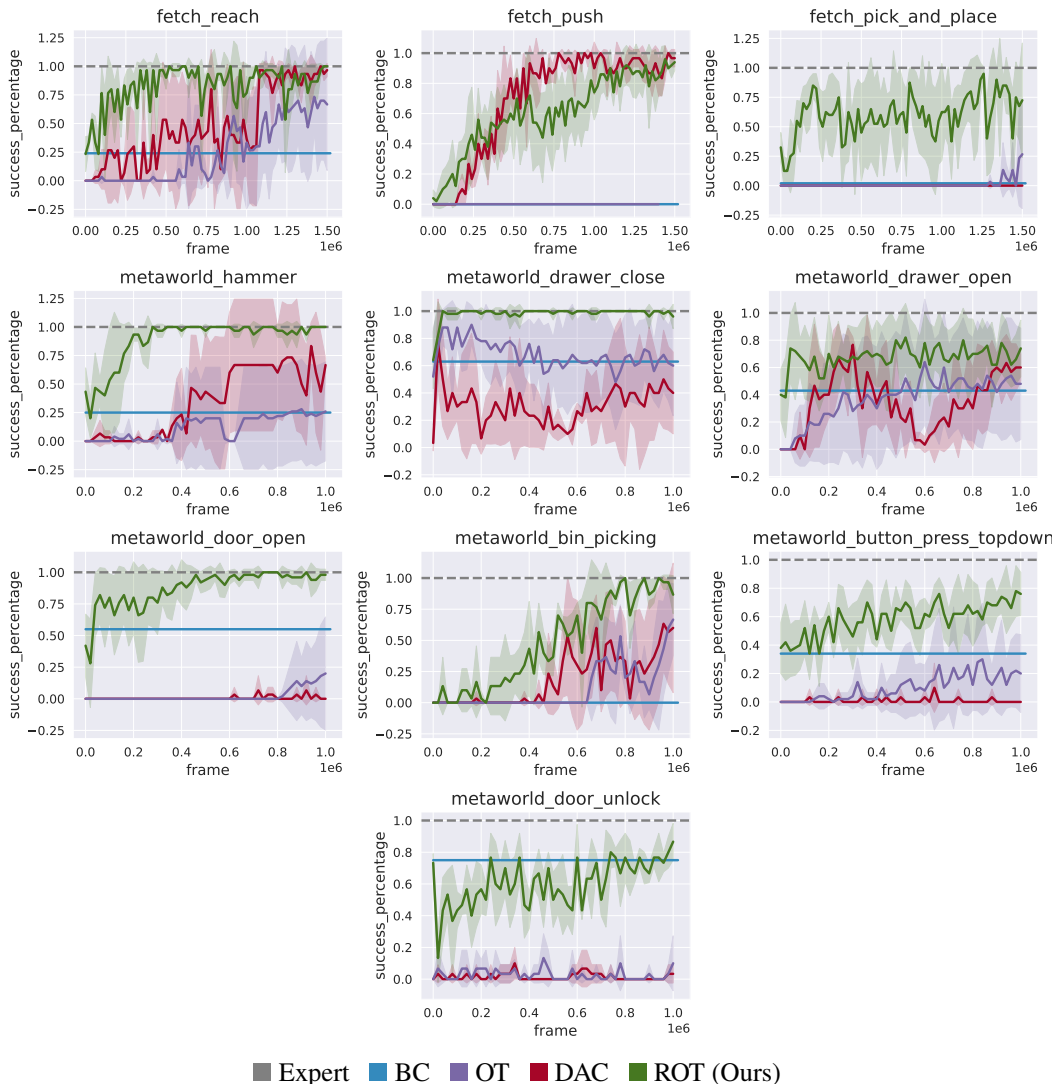 fetch_reach
fetch_push
fetch_pick_and_place
success_percentage
1.25
1.00
0.75
0.50
0.25
0.00
−0.25
0.00 0.25 0.50 0.75 1.00 1.25 1.50
frame
1e6
success_percentage
1.0
0.8
0.6
0.4
0.2
0.0
0.00 0.25 0.50 0.75 1.00 1.25 1.50
frame
1e6
success_percentage
1.25
1.00
0.75
0.50
0.25
0.00
−0.25
0.00 0.25 0.50 0.75 1.00 1.25 1.50
frame
1e6
metaworld_hammer
metaworld_drawer_close
metaworld_drawer_open
success_percentage
1.25
1.00
0.75
0.50
0.25
0.00
−0.25
0.0 0.2 0.4 0.6 0.8 1.0
frame
1e6
success_percentage
1.0
0.8
0.6
0.4
0.2
0.0
−0.2
0.0 0.2 0.4 0.6 0.8 1.0
frame
1e6
success_percentage
1.0
0.8
0.6
0.4
0.2
0.0
−0.2
0.0 0.2 0.4 0.6 0.8 1.0
frame
1e6
metaworld_door_open
metaworld_bin_picking
metaworld_button_press_topdown
success_percentage
1.00
0.75
0.50
0.25
0.00
−0.25
0.0 0.2 0.4 0.6 0.8 1.0
frame
1e6
success_percentage
1.00
0.75
0.50
0.25
0.00
−0.25
0.0 0.2 0.4 0.6 0.8 1.0
frame
1e6
success_percentage
1.0
0.8
0.6
0.4
0.2
0.0
−0.2
0.0 0.2 0.4 0.6 0.8 1.0
frame
1e6
metaworld_door_unlock
success_percentage
1.0
0.8
0.6
0.4
0.2
0.0
0.0 0.2 0.4 0.6 0.8 1.0
frame
1e6
Expert BC OT DAC ROT (Ours)